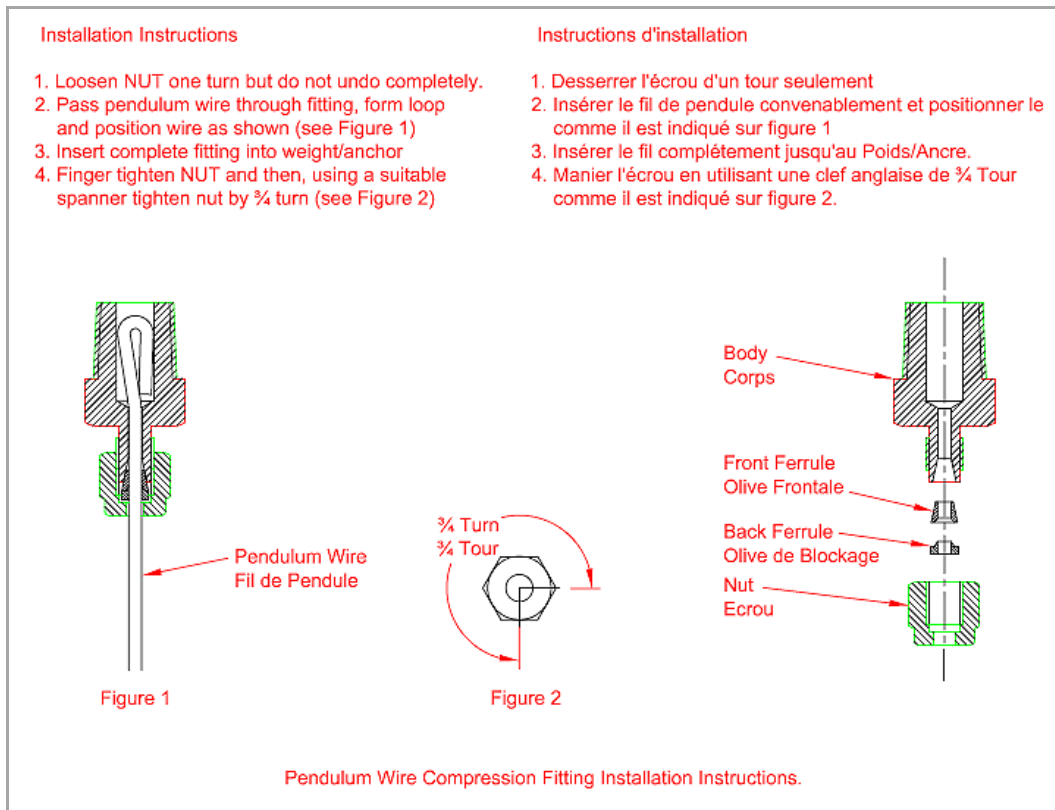 Installation Instructions
1. Loosen NUT one turn but do not undo completely.
2. Pass pendulum wire through fitting, form loop
and position wire as shown (see Figure 1)
3. Insert complete fitting into weight/anchor
4. Finger tighten NUT and then, using a suitable
spanner tighten nut by ¾ turn (see Figure 2)
Instructions d'installation
1. Desserrer l'écrou d'un tour seulement
2. Insérer le fil de pendule convenablement et positionner le
comme il est indiqué sur figure 1
3. Insérer le fil complétement jusqu'au Poids/Ancre.
4. Manier l'écrou en utilisant une clef anglaise de ¾ Tour
comme il est indiqué sur figure 2.
Pendulum Wire
Fil de Pendule
Figure 1
¾ Turn
¾ Tour
Figure 2
Body
Corps
Front Ferrule
Olive Frontale
Back Ferrule
Olive de Blockage
Nut
Ecrou
Pendulum Wire Compression Fitting Installation Instructions.